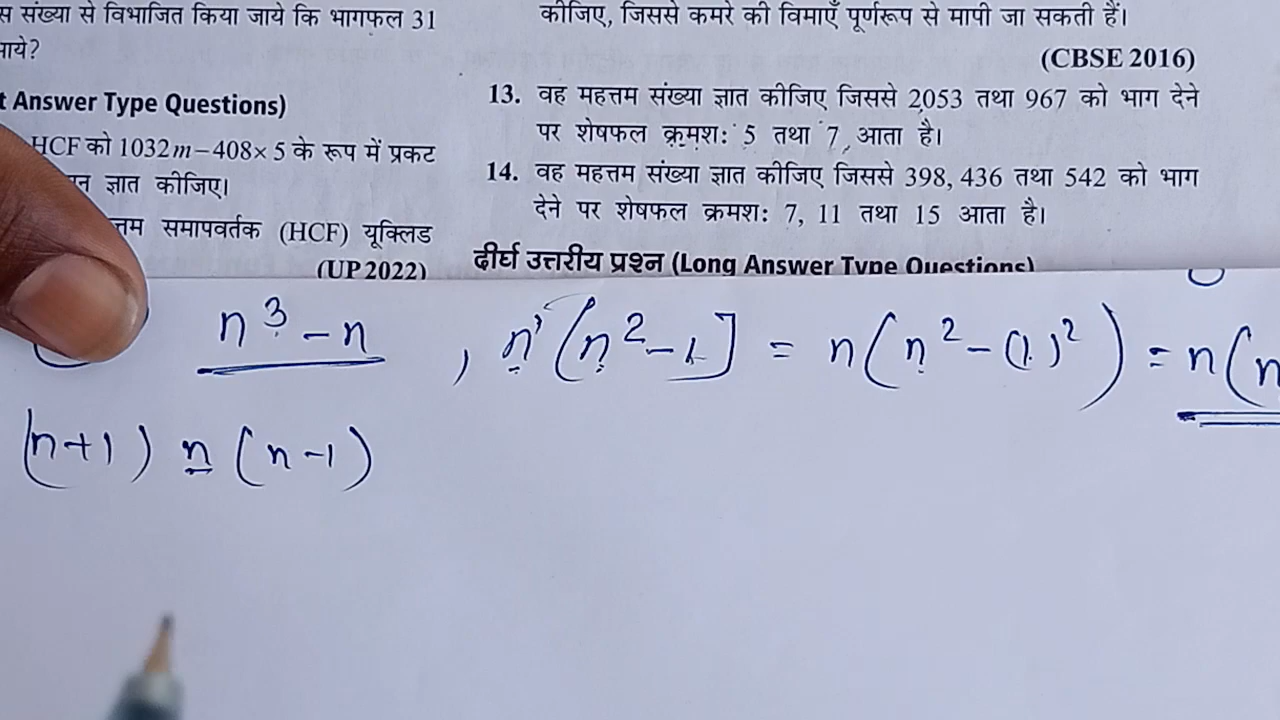 स संख्या से विभाजित किया जाये कि भागफल 31
t Answer Type Questions)
HCF को 1032m−408×5 के रूप में प्रकट
ज्ञात कीजिए।
समापवर्तक (HCF) यूक्लिड
(UP 2022)
कीजिए, जिससे कमरे की विमाएँ पूर्णरूप से मापी जा सकती हैं।
(CBSE 2016)
13. वह महत्तम संख्या ज्ञात कीजिए जिससे 2053 तथा 967 को भाग देने
पर शेषफल क्रमश: 5 तथा 7, आता है।
14. वह महत्तम संख्या ज्ञात कीजिए जिससे 398, 436 तथा 542 को भाग
देने पर शेषफल क्रमश: 7, 11 तथा 15 आता है।
दीर्घ उत्तरीय प्रश्न (Long Answer Type Questions)
n³ − n , n¹(n²−1] = n(n²−(1)²) = n(n
(n+1) n (n−1)